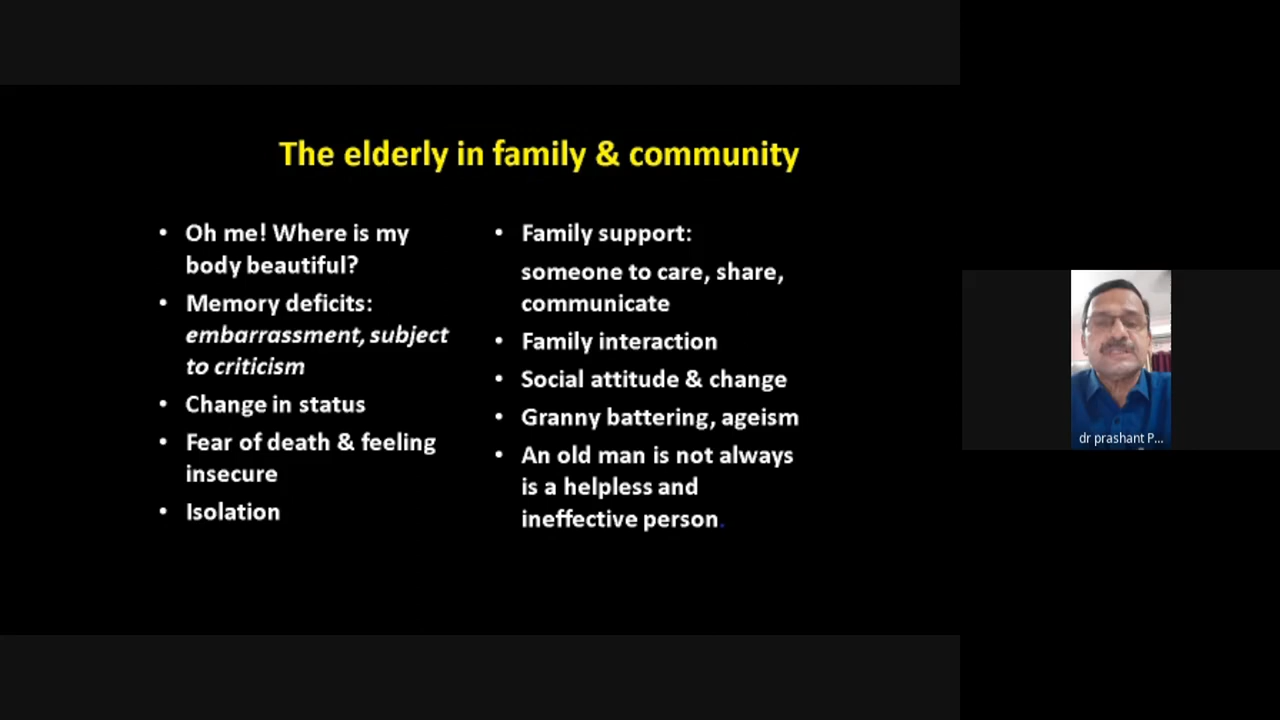 The elderly in family & community
• Oh me! Where is my
body beautiful?
• Memory deficits:
embarrassment, subject
to criticism
• Change in status
• Fear of death & feeling
insecure
• Isolation
• Family support:
someone to care, share,
communicate
• Family interaction
• Social attitude & change
• Granny battering, ageism
• An old man is not always
is a helpless and
ineffective person.
dr prashant P...